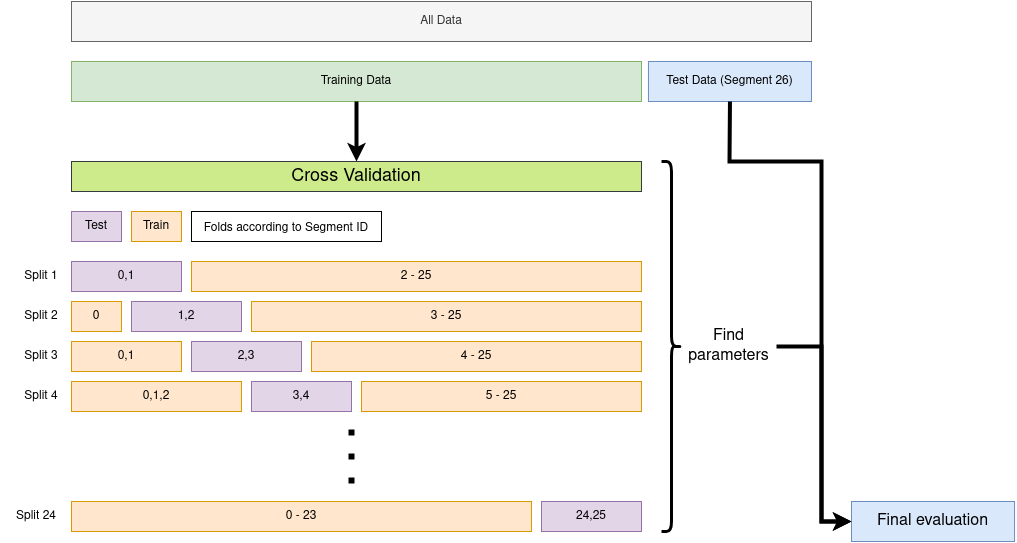 All Data
Training Data
Test Data (Segment 26)
Cross Validation
Test
Train
Folds according to Segment ID
Split 1
0,1
2 - 25
Split 2
0
1,2
3 - 25
Split 3
0,1
2,3
4 - 25
Split 4
0,1,2
3,4
5 - 25
Find
parameters
Split 24
0 - 23
24,25
Final evaluation